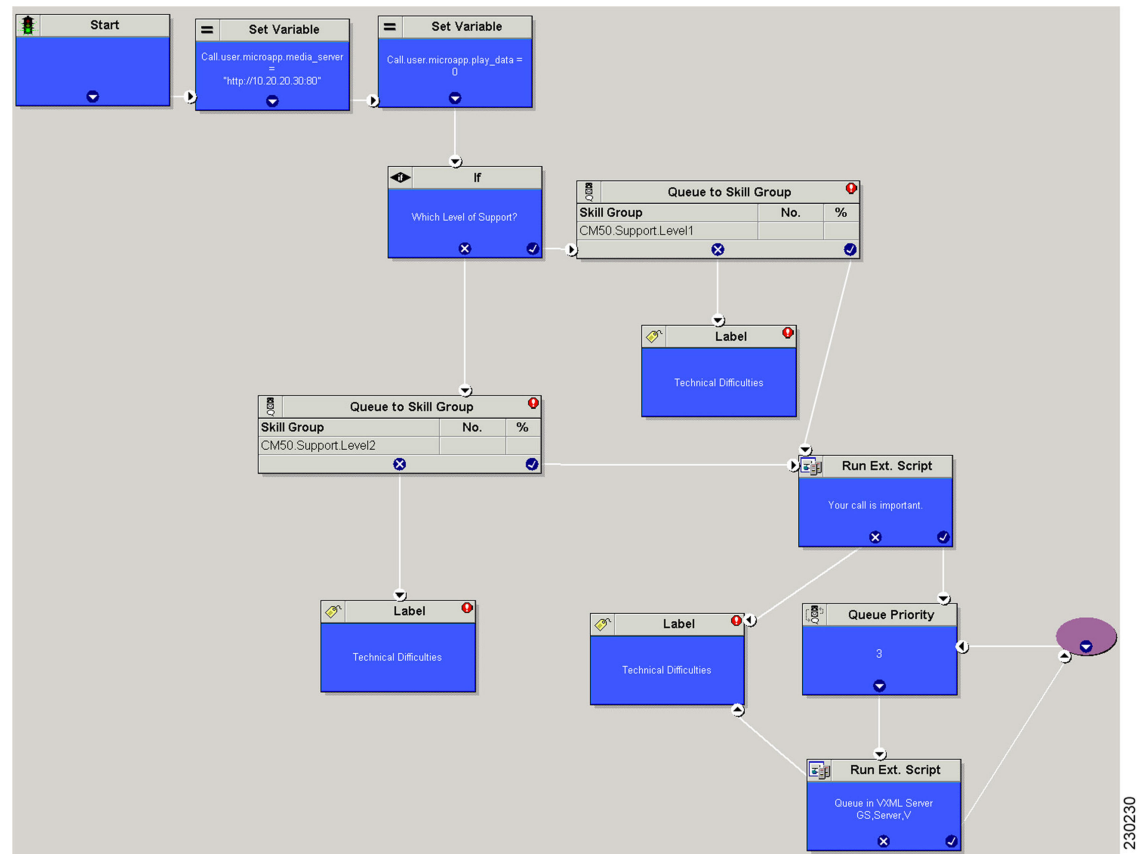 Start
= Set Variable
Call.user.microapp.media_server
=
"http://10.20.20.30:80"
= Set Variable
Call.user.microapp.play_data =
0
If
Which Level of Support?
Queue to Skill Group
Skill Group No. %
CM50.Support.Level1
Label
Technical Difficulties
Queue to Skill Group
Skill Group No. %
CM50.Support.Level2
Run Ext. Script
Your call is important.
Label
Technical Difficulties
Label
Technical Difficulties
Queue Priority
3
Run Ext. Script
Queue in VXML Server
GS,Server,V
230230